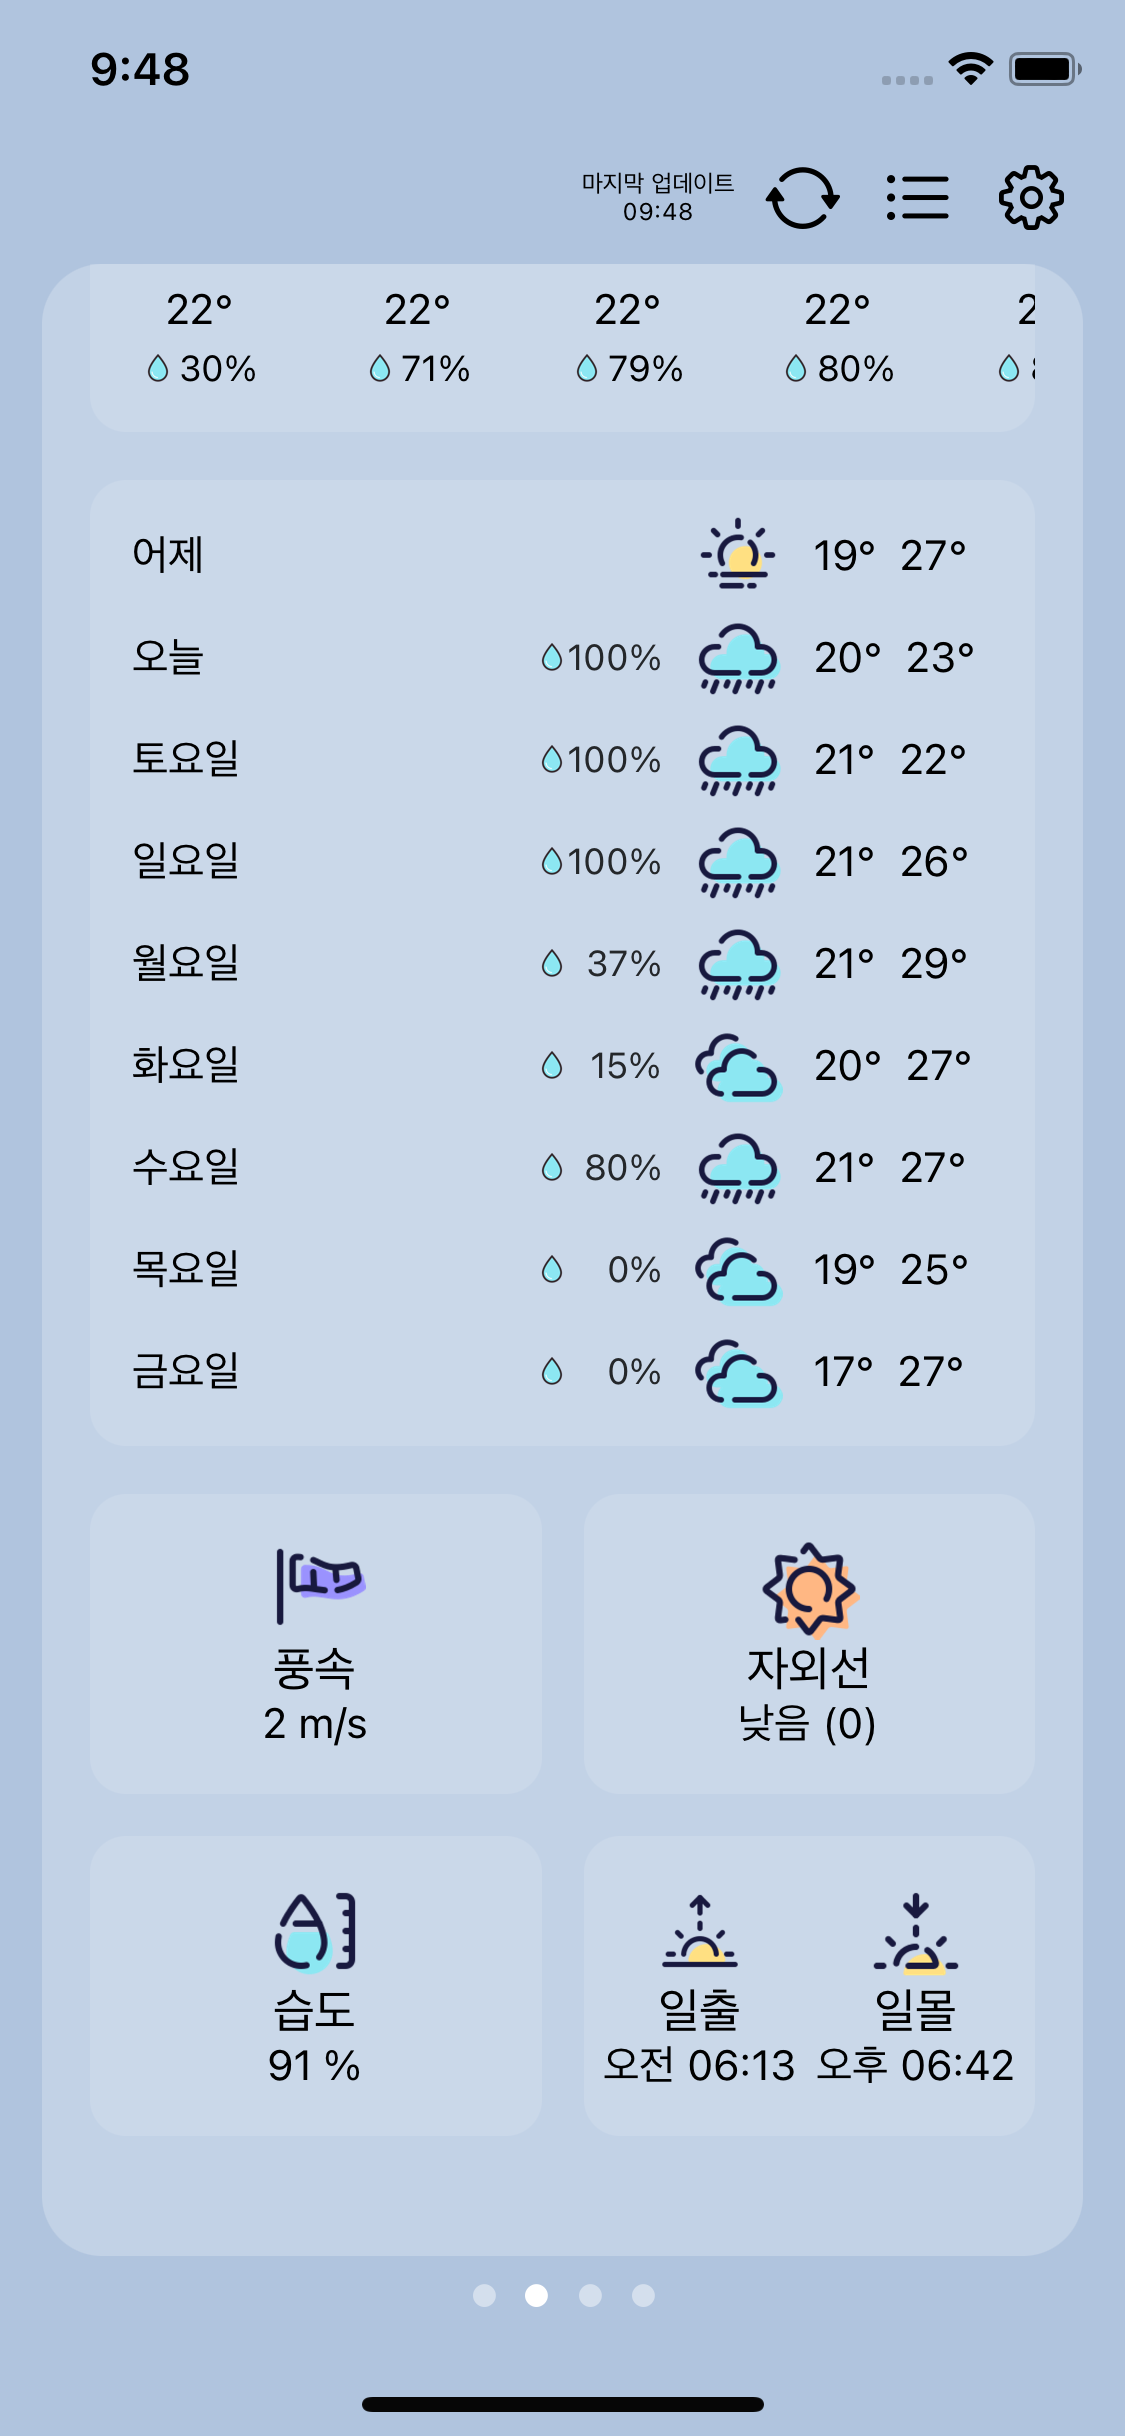 9:48
마지막 업데이트
09:48
22° 22° 22° 22°
30% 71% 79% 80%
어제 19° 27°
오늘 100% 20° 23°
토요일 100% 21° 22°
일요일 100% 21° 26°
월요일 37% 21° 29°
화요일 15% 20° 27°
수요일 80% 21° 27°
목요일 0% 19° 25°
금요일 0% 17° 27°
풍속
2 m/s
자외선
낮음 (0)
습도
91 %
일출 일몰
오전 06:13 오후 06:42